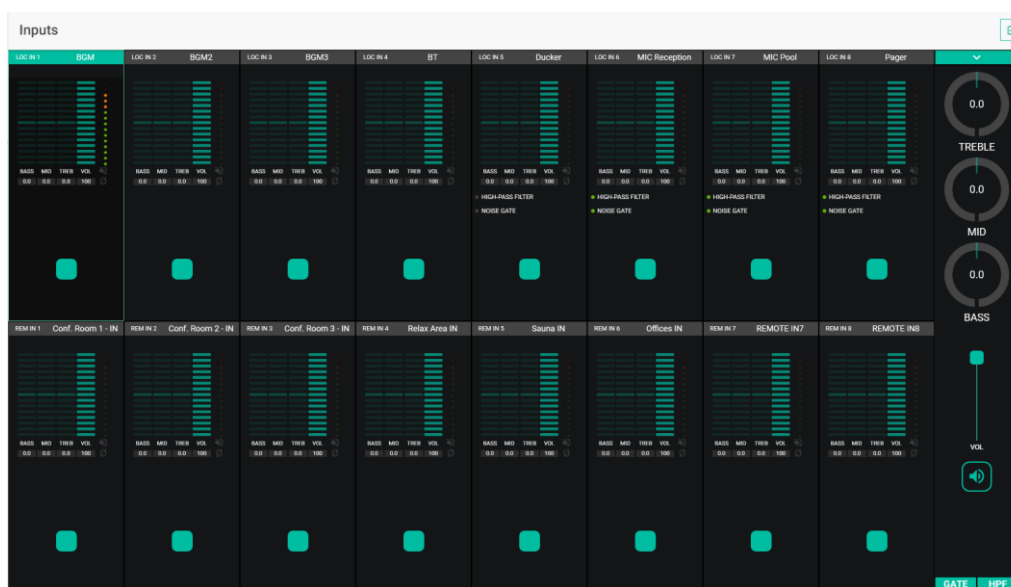 Inputs
LOC IN 1 BGM LOC IN 2 BGM2 LOC IN 3 BGM3 LOC IN 4 BT LOC IN 5 Ducker LOC IN 6 MIC Reception LOC IN 7 MIC Pool LOC IN 8 Pager
BASS MID TREB VOL BASS MID TREB VOL BASS MID TREB VOL BASS MID TREB VOL BASS MID TREB VOL BASS MID TREB VOL BASS MID TREB VOL BASS MID TREB VOL
0.0 0.0 0.0 100 0.0 0.0 0.0 100 0.0 0.0 0.0 100 0.0 0.0 0.0 100 0.0 0.0 0.0 100 0.0 0.0 0.0 100 0.0 0.0 0.0 100 0.0 0.0 0.0 100
HIGH-PASS FILTER HIGH-PASS FILTER HIGH-PASS FILTER HIGH-PASS FILTER
NOISE GATE NOISE GATE NOISE GATE NOISE GATE
REM IN 1 Conf. Room 1 - IN REM IN 2 Conf. Room 2 - IN REM IN 3 Conf. Room 3 - IN REM IN 4 Relax Area IN REM IN 5 Sauna IN REM IN 6 Offices IN REM IN 7 REMOTE IN7 REM IN 8 REMOTE IN8
BASS MID TREB VOL BASS MID TREB VOL BASS MID TREB VOL BASS MID TREB VOL BASS MID TREB VOL BASS MID TREB VOL BASS MID TREB VOL BASS MID TREB VOL
0.0 0.0 0.0 100 0.0 0.0 0.0 100 0.0 0.0 0.0 100 0.0 0.0 0.0 100 0.0 0.0 0.0 100 0.0 0.0 0.0 100 0.0 0.0 0.0 100 0.0 0.0 0.0 100
0.0
TREBLE
0.0
MID
0.0
BASS
VOL
GATE HPF